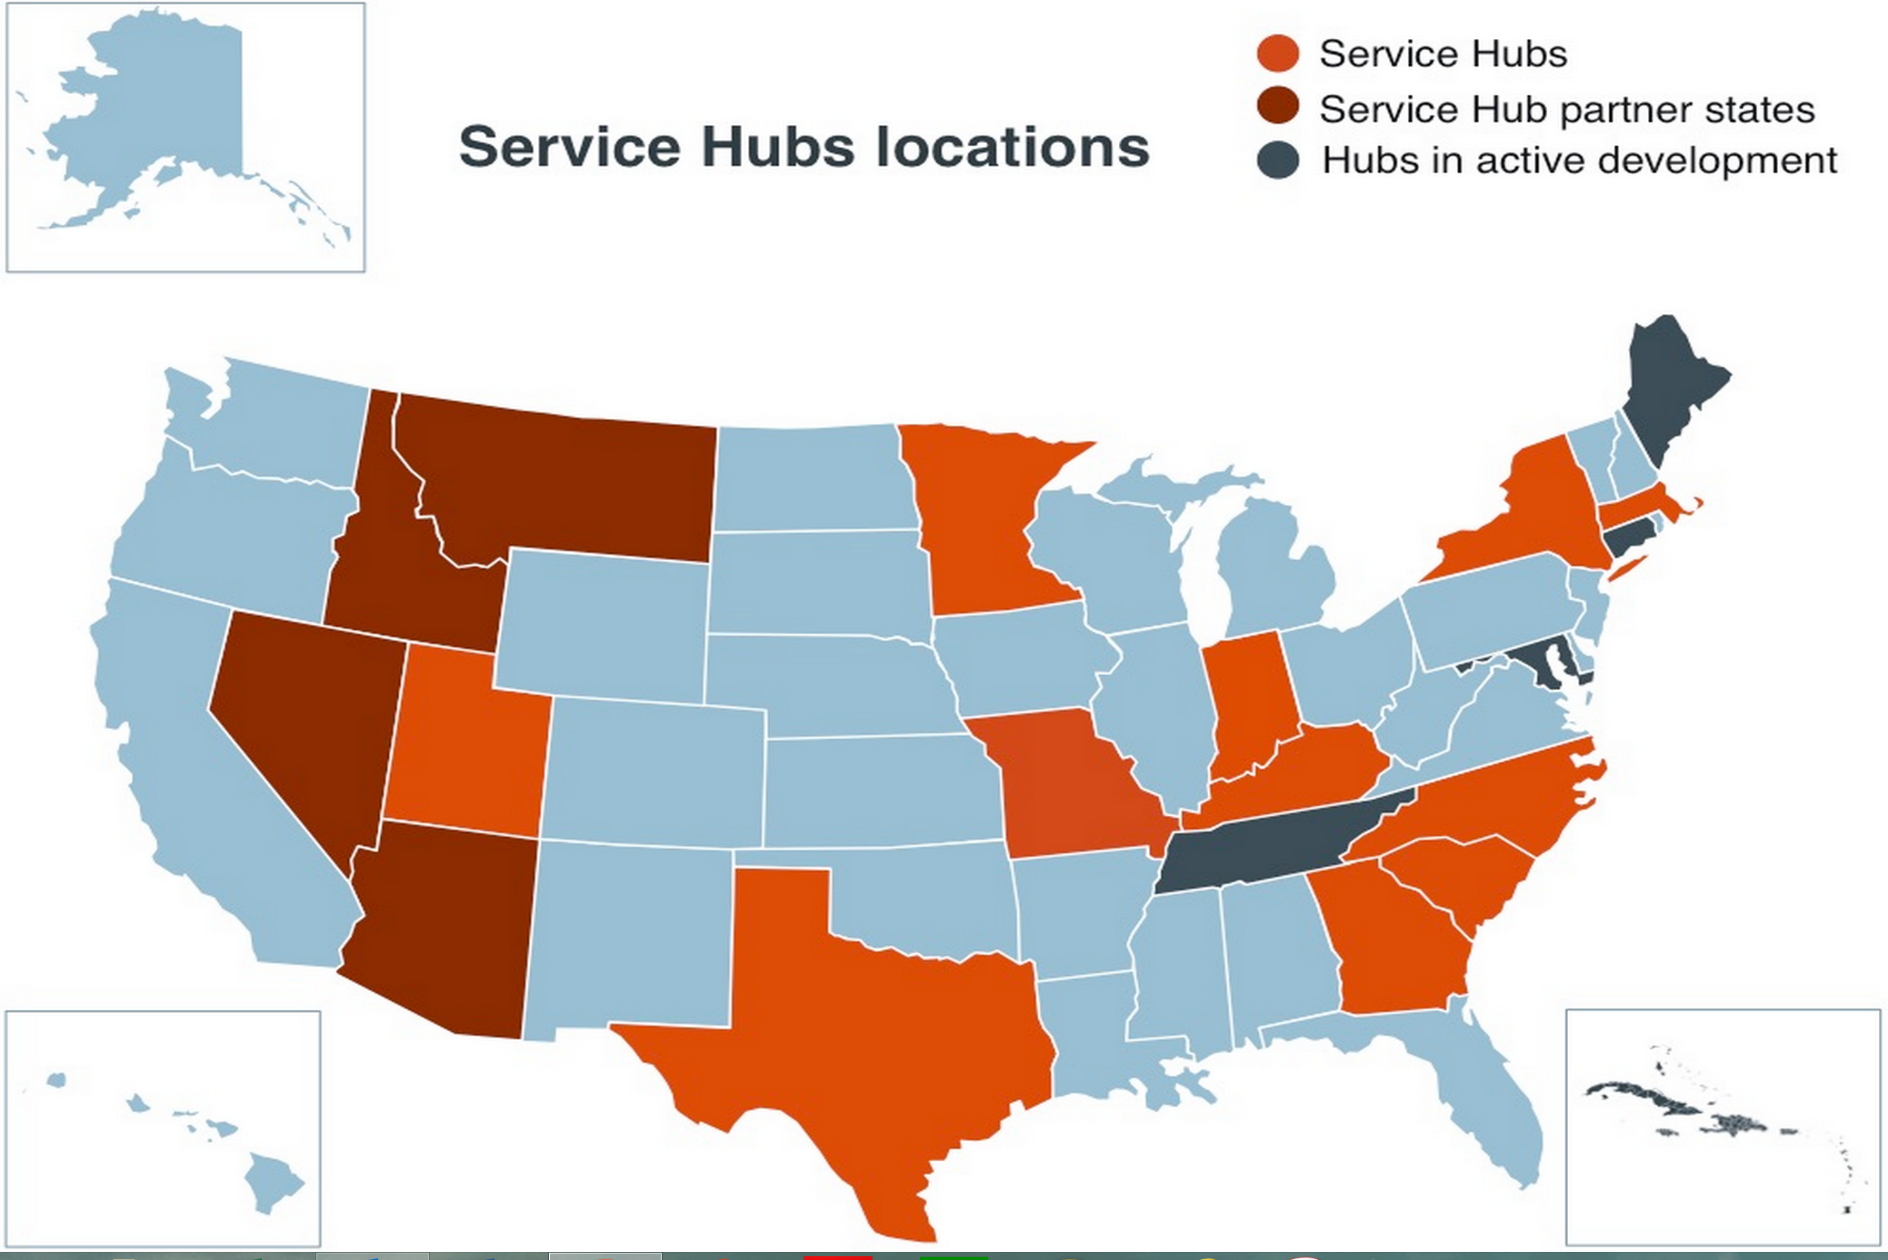 Service Hubs locations
Service Hubs
Service Hub partner states
Hubs in active development